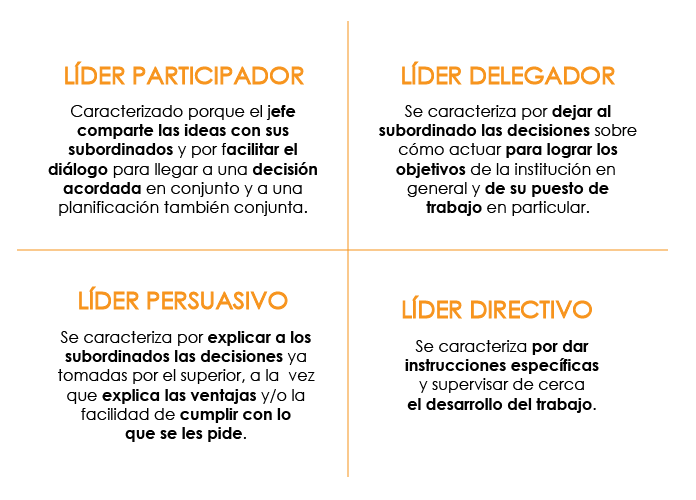 LÍDER PARTICIPADOR
Caracterizado porque el jefe
comparte las ideas con sus
subordinados y por facilitar el
diálogo para llegar a una decisión
acordada en conjunto y a una
planificación también conjunta.
LÍDER DELEGADOR
Se caracteriza por dejar al
subordinado las decisiones sobre
cómo actuar para lograr los
objetivos de la institución en
general y de su puesto de
trabajo en particular.
LÍDER PERSUASIVO
Se caracteriza por explicar a los
subordinados las decisiones ya
tomadas por el superior, a la vez
que explica las ventajas y/o la
facilidad de cumplir con lo
que se les pide.
LÍDER DIRECTIVO
Se caracteriza por dar
instrucciones específicas
y supervisar de cerca
el desarrollo del trabajo.